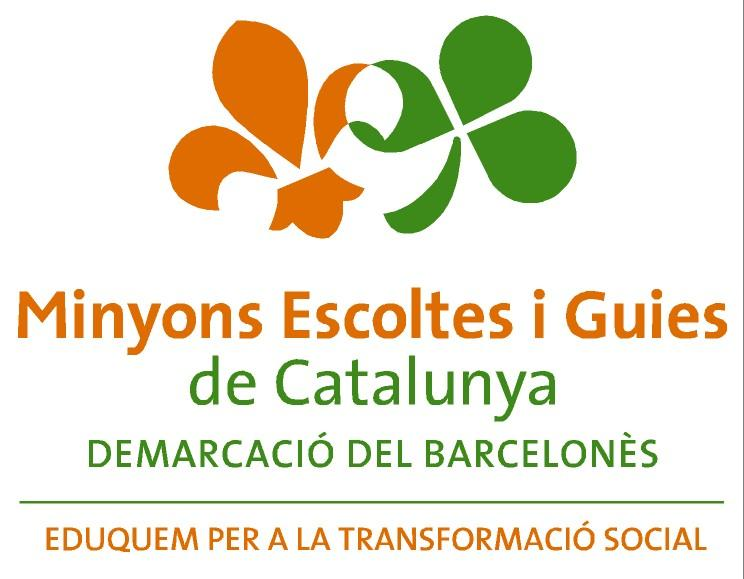 Minyons Escoltes i Guies
de Catalunya
DEMARCACIÓ DEL BARCELONÈS
EDUQUEM PER A LA TRANSFORMACIÓ SOCIAL